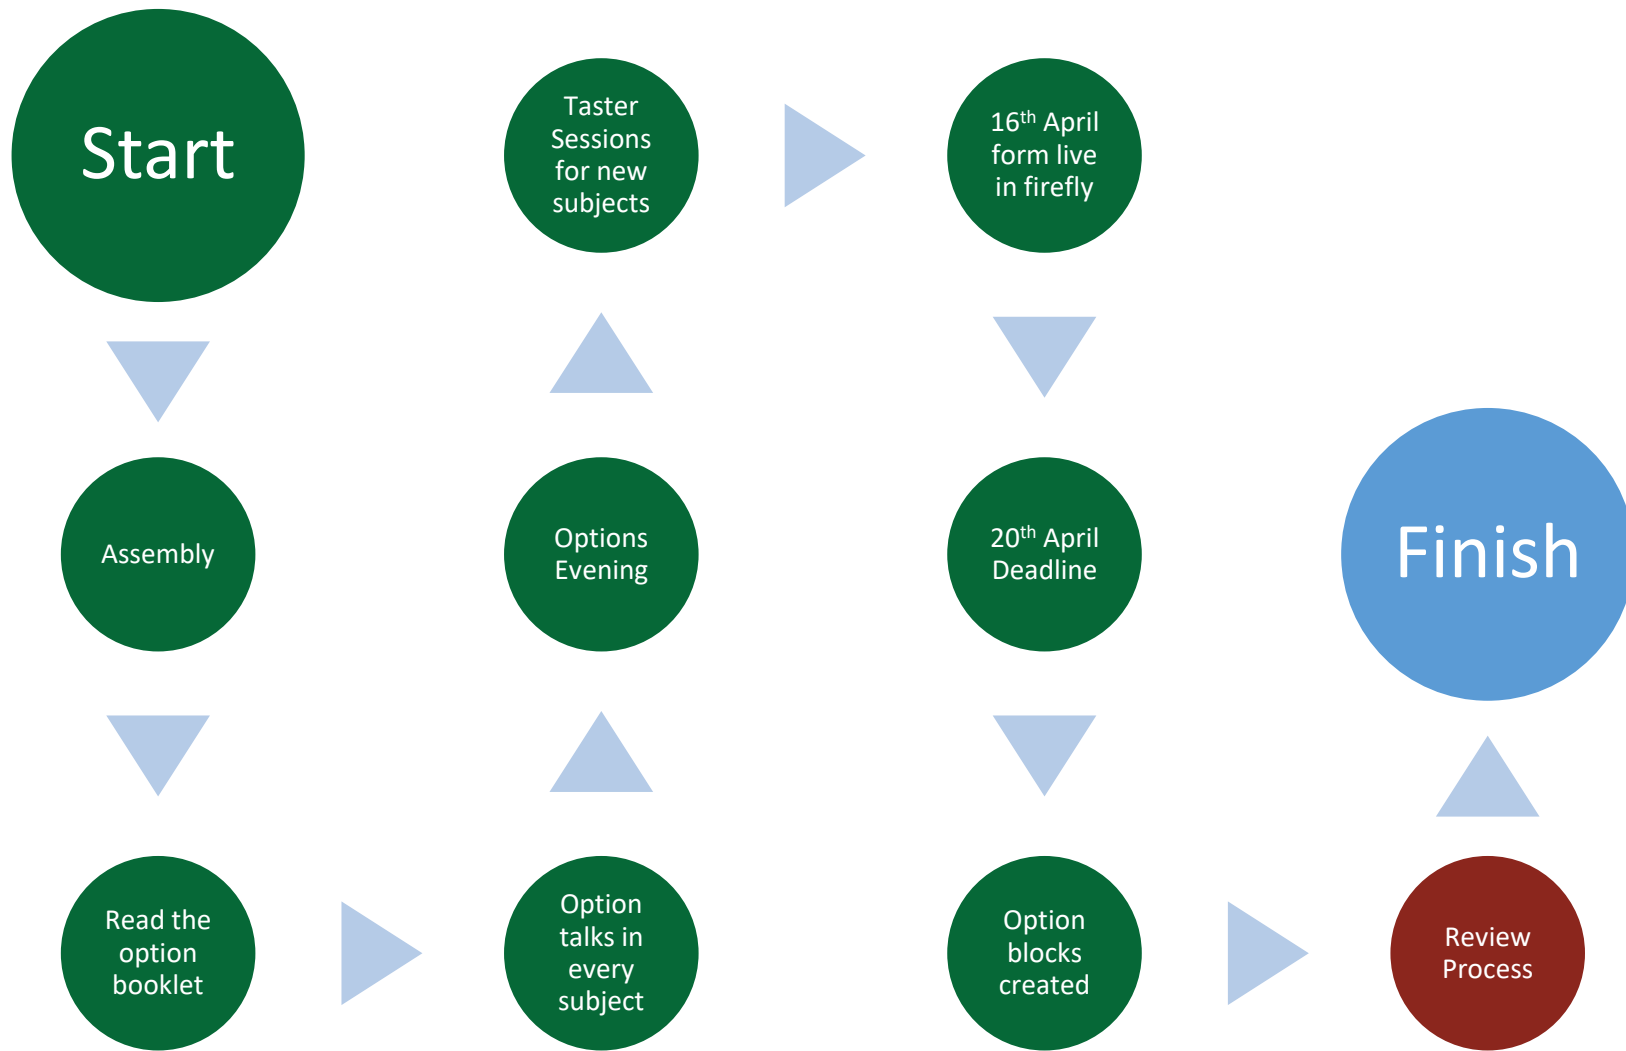 Start
Assembly
Read the
option
booklet
Option
talks in
every
subject
Options
Evening
Taster
Sessions
for new
subjects
16th April
form live
in firefly
20th April
Deadline
Option
blocks
created
Review
Process
Finish